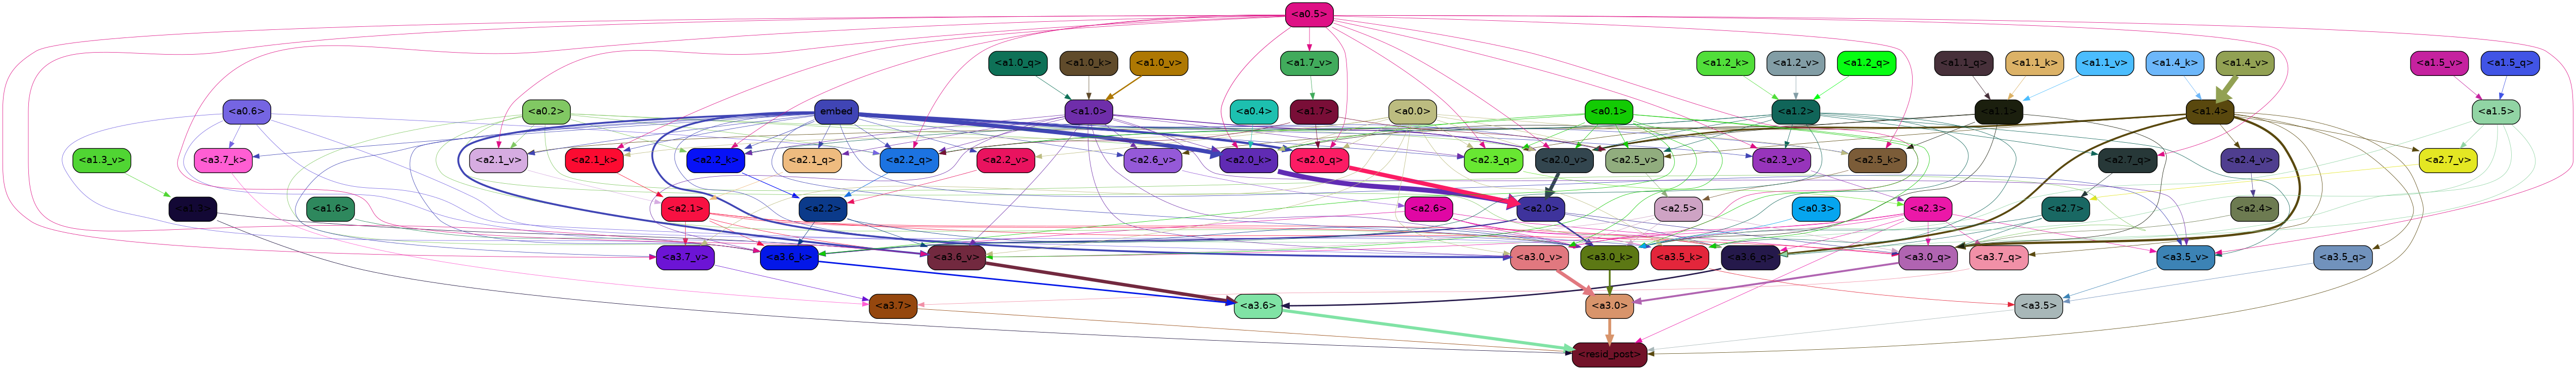 <a0.5>
<a1.0_q> <a1.0_k> <a1.0_v> <a1.7_v> <a1.2_k> <a1.2_v> <a1.2_q> <a1.1_q> <a1.1_k> <a1.1_v> <a1.4_k> <a1.4_v> <a1.5_v> <a1.5_q>
<a0.6> <a0.2> embed <a1.0> <a0.4> <a1.7> <a0.0> <a0.1> <a1.2> <a1.1> <a1.4> <a1.5>
<a1.3_v> <a3.7_k> <a2.1_v> <a2.1_k> <a2.2_k> <a2.1_q> <a2.2_q> <a2.2_v> <a2.6_v> <a2.0_k> <a2.0_q> <a2.3_q> <a2.0_v> <a2.5_v> <a2.3_v> <a2.5_k> <a2.7_q> <a2.4_v> <a2.7_v>
<a1.3> <a1.6> <a2.1> <a2.2> <a2.6> <a2.0> <a2.5> <a0.3> <a2.3> <a2.7> <a2.4>
<a3.7_v> <a3.6_k> <a3.6_v> <a3.0_v> <a3.0_k> <a3.5_k> <a3.6_q> <a3.0_q> <a3.7_q> <a3.5_v> <a3.5_q>
<a3.7> <a3.6> <a3.0> <a3.5>
<resid_post>